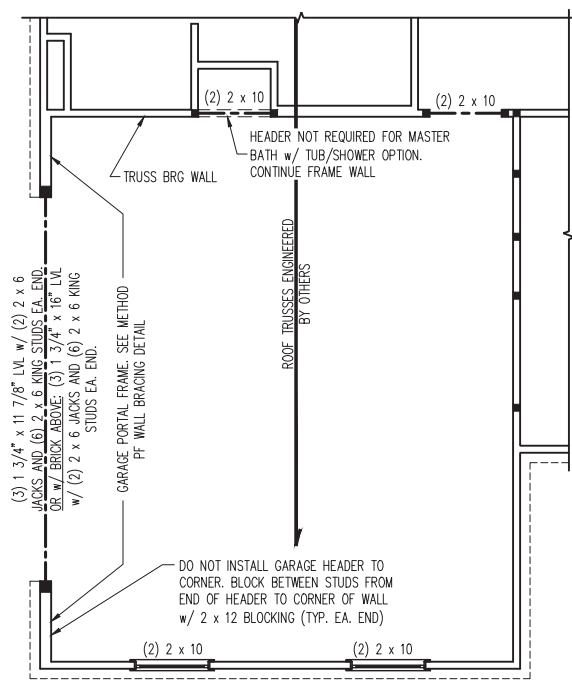 (2) 2 x 10
(2) 2 x 10
HEADER NOT REQUIRED FOR MASTER
BATH w/ TUB/SHOWER OPTION.
CONTINUE FRAME WALL
TRUSS BRG WALL
(3) 1 3/4" x 11 7/8" LVL w/ (2) 2 x 6
JACKS AND (6) 2 x 6 KING STUDS EA. END.
OR w/ BRICK ABOVE: (3) 1 3/4" x 16" LVL
w/ (2) 2 x 6 JACKS AND (6) 2 x 6 KING
STUDS EA. END.
GARAGE PORTAL FRAME. SEE METHOD
PF WALL BRACING DETAIL
ROOF TRUSSES ENGINEERED
BY OTHERS
DO NOT INSTALL GARAGE HEADER TO
CORNER. BLOCK BETWEEN STUDS FROM
END OF HEADER TO CORNER OF WALL
w/ 2 x 12 BLOCKING (TYP. EA. END)
(2) 2 x 10
(2) 2 x 10